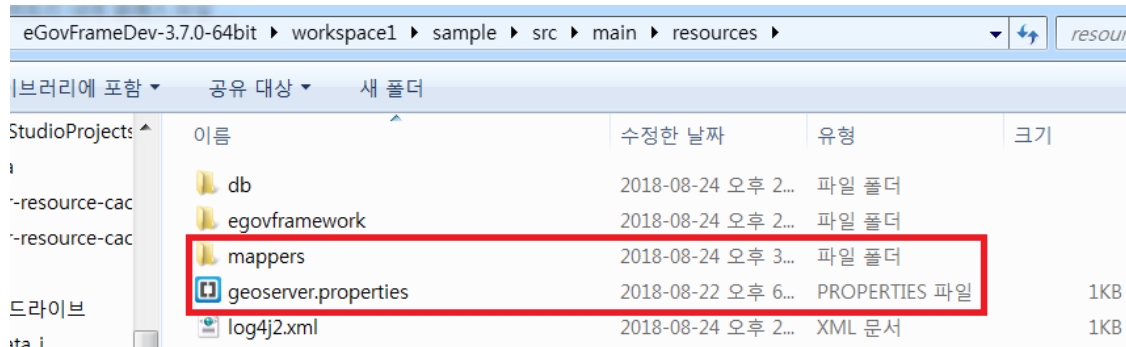 eGovFrameDev-3.7.0-64bit ▶ workspace1 ▶ sample ▶ src ▶ main ▶ resources ▶ resour
브러리에 포함 ▼ 공유 대상 ▼ 새 폴더
StudioProjects 이름 수정한 날짜 유형 크기
db 2018-08-24 오후 2... 파일 폴더
r-resource-cac
egovframework 2018-08-24 오후 2... 파일 폴더
r-resource-cac
mappers 2018-08-24 오후 3... 파일 폴더
geoserver.properties 2018-08-22 오후 6... PROPERTIES 파일 1KB
드라이브
log4j2.xml 2018-08-24 오후 2... XML 문서 1KB